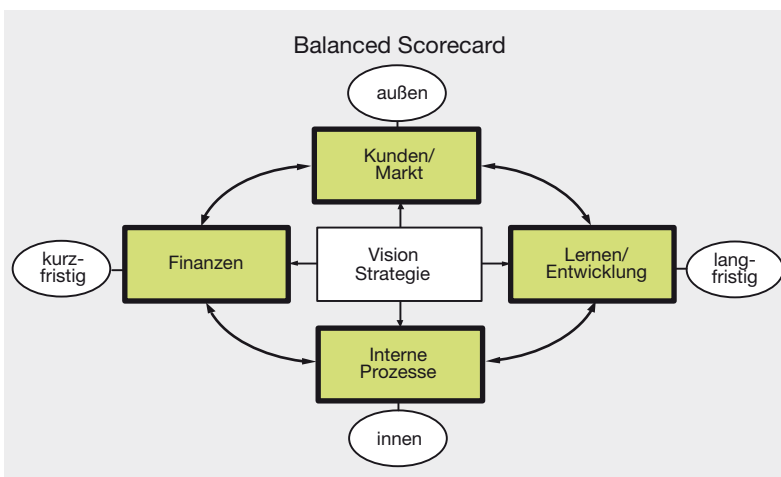 Balanced Scorecard
außen
Kunden/
Markt
kurz-
fristig
Finanzen
Vision
Strategie
Lernen/
Entwicklung
lang-
fristig
Interne
Prozesse
innen